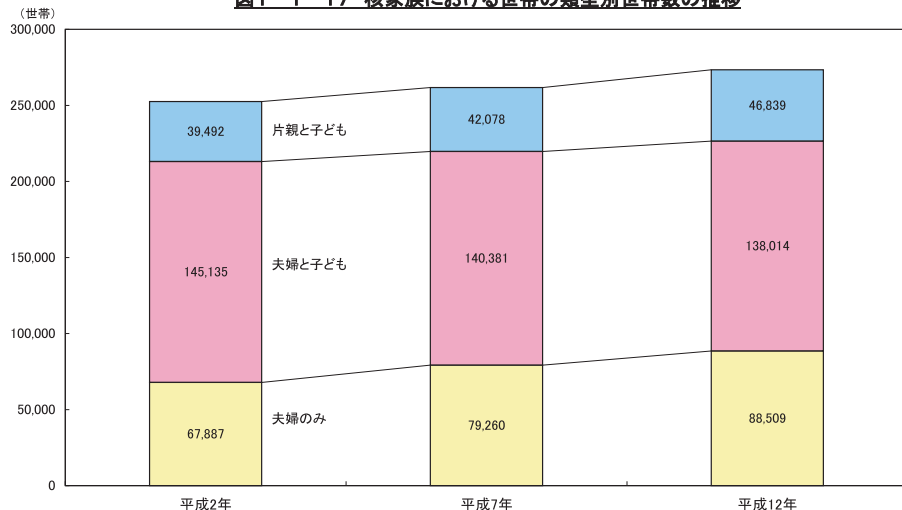 (世帯)
300,000
250,000
200,000
150,000
100,000
50,000
0
39,492
片親と子ども
42,078
46,839
145,135
夫婦と子ども
140,381
138,014
67,887
夫婦のみ
79,260
88,509
平成2年
平成7年
平成12年